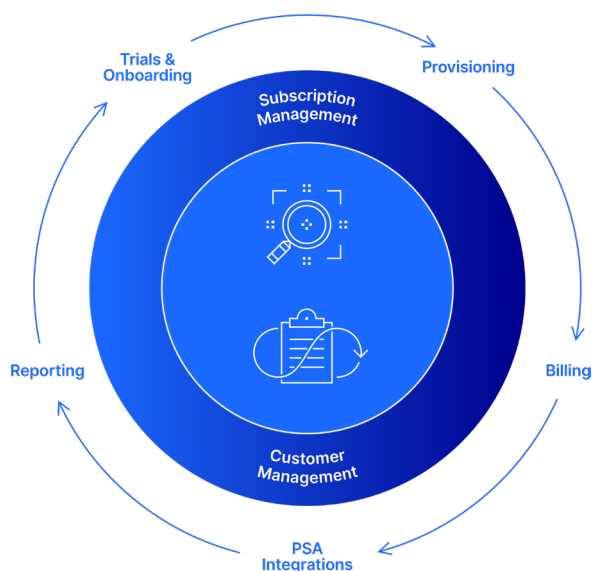 Trials &
Onboarding
Provisioning
Subscription
Management
Reporting
Billing
Customer
Management
PSA
Integrations